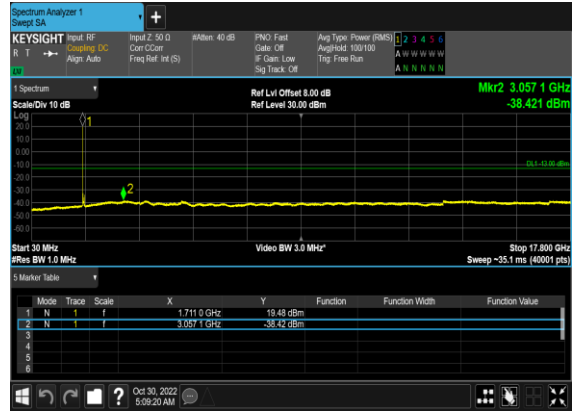 Spectrum Analyzer 1
Swept SA
KEYSIGHT Input: RF Input Z: 50 Ω #Atten: 40 dB PNO: Fast Avg Type: Power (RMS) 1 2 3 4 5 6
R T Coupling: DC Corr CCorr Gate: Off Avg|Hold: 100/100 A W W W W W
Align: Auto Freq Ref: Int (S) IF Gain: Low Trig: Free Run
Sig Track: Off A N N N N N
1 Spectrum Ref Lvl Offset 8.00 dB Mkr2 3.057 1 GHz
Scale/Div 10 dB Ref Level 30.00 dBm -38.421 dBm
Log
20.0
10.0
0.00
-10.0
-20.0
-30.0
-40.0
-50.0
-60.0
1
2
DL1 -13.00 dBm
Start 30 MHz Video BW 3.0 MHz* Stop 17.800 GHz
#Res BW 1.0 MHz Sweep ~35.1 ms (40001 pts)
5 Marker Table
Mode Trace Scale X Y Function Function Width Function Value
1 N 1 f 1.711 0 GHz 19.48 dBm
2 N 1 f 3.057 1 GHz -38.42 dBm
3
4
5
6
? Oct 30, 2022
5:09:20 AM